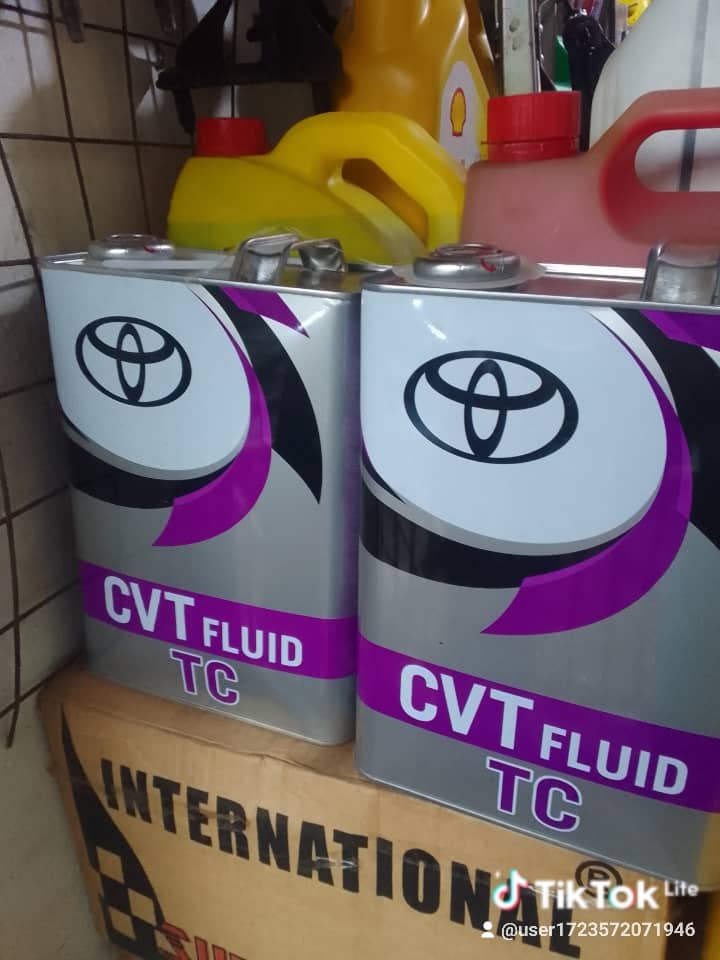 CVT FLUID
TC
CVT FLUID
TC
INTERNATIONAL ®
TikTok Lite
@user1723572071946